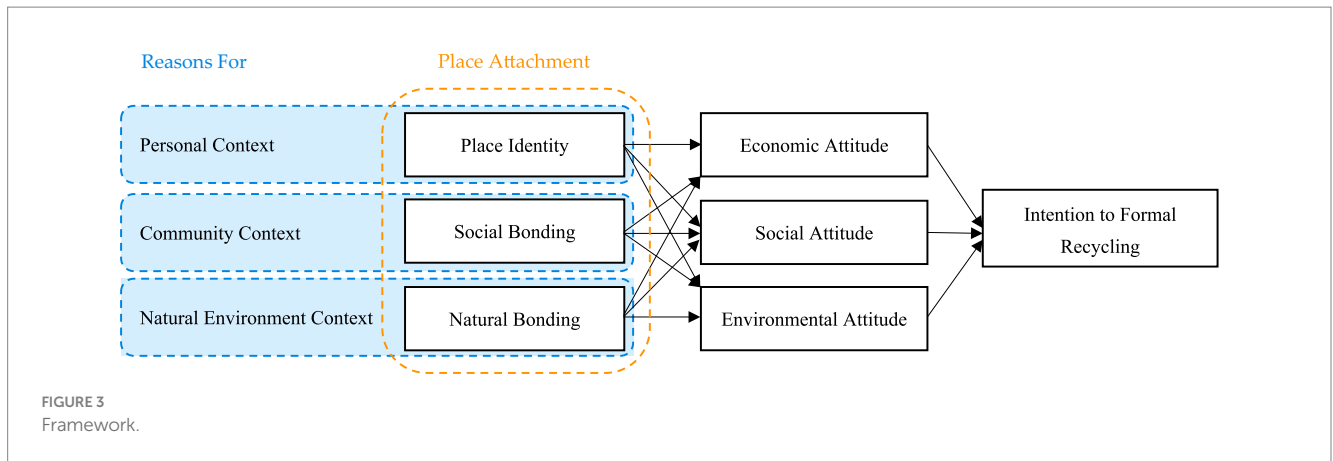 Reasons For
Place Attachment
Personal Context
Place Identity
Economic Attitude
Community Context
Social Bonding
Social Attitude
Intention to Formal
Recycling
Natural Environment Context
Natural Bonding
Environmental Attitude
FIGURE 3
Framework.